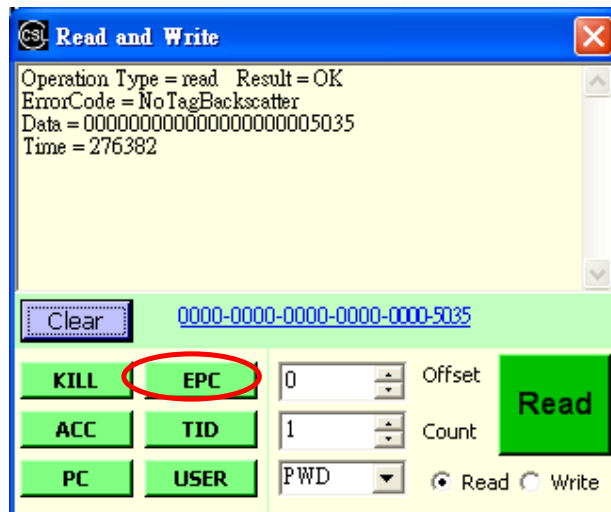 CSL Read and Write
Operation Type = read Result = OK
ErrorCode = NoTagBackscatter
Data = 000000000000000000005035
Time = 276382
Clear 0000-0000-0000-0000-0000-5035
KILL EPC 0 Offset
ACC TID 1 Count Read
PC USER PWD Read Write